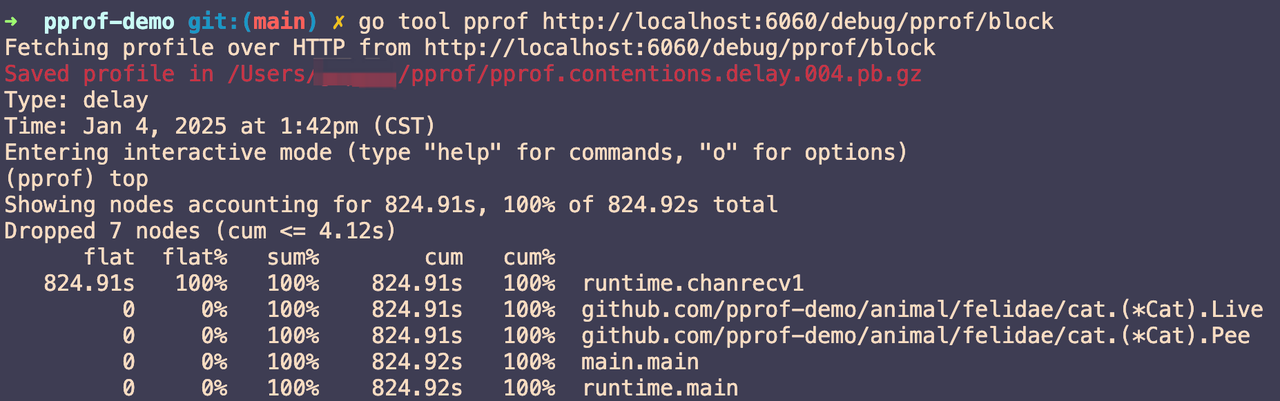 ➜  pprof-demo git:(main) ✗ go tool pprof http://localhost:6060/debug/pprof/block
Fetching profile over HTTP from http://localhost:6060/debug/pprof/block
Saved profile in /Users/ /pprof/pprof.contentions.delay.004.pb.gz
Type: delay
Time: Jan 4, 2025 at 1:42pm (CST)
Entering interactive mode (type "help" for commands, "o" for options)
(pprof) top
Showing nodes accounting for 824.91s, 100% of 824.92s total
Dropped 7 nodes (cum <= 4.12s)
      flat  flat%   sum%        cum   cum%
   824.91s   100%   100%    824.91s   100%  runtime.chanrecv1
         0     0%   100%    824.91s   100%  github.com/pprof-demo/animal/felidae/cat.(*Cat).Live
         0     0%   100%    824.91s   100%  github.com/pprof-demo/animal/felidae/cat.(*Cat).Pee
         0     0%   100%    824.92s   100%  main.main
         0     0%   100%    824.92s   100%  runtime.main